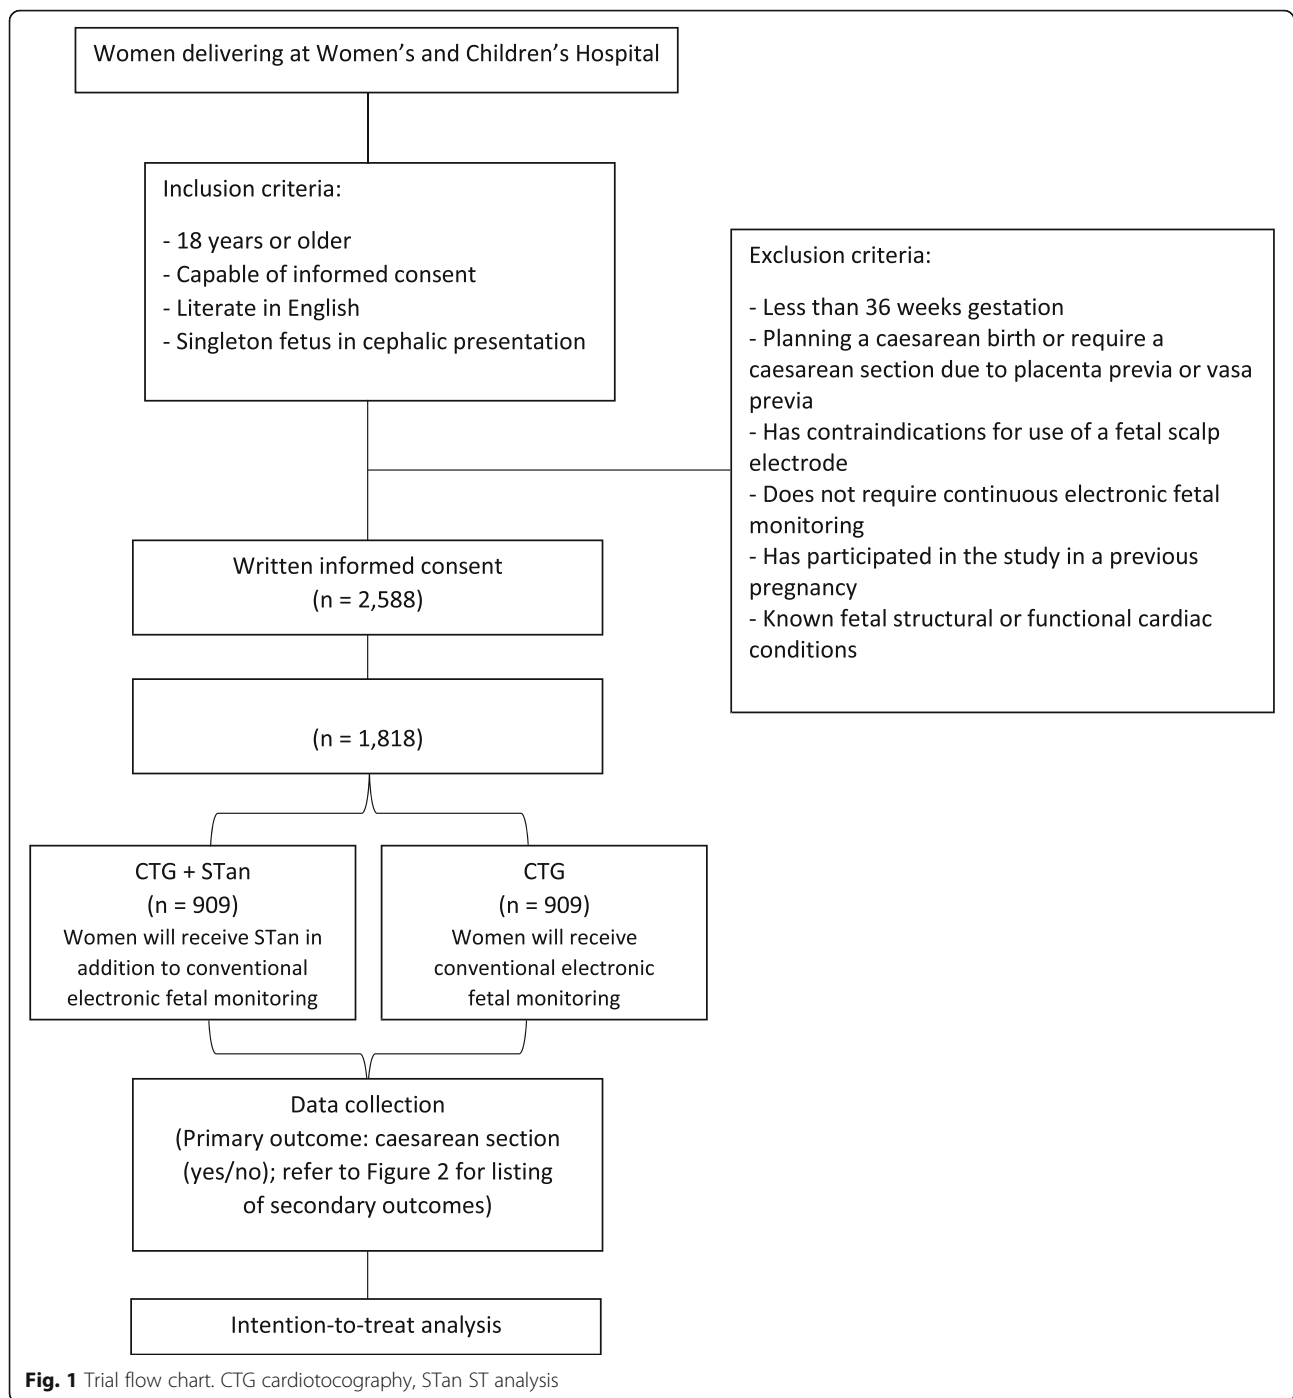 Women delivering at Women's and Children's Hospital
Inclusion criteria:
- 18 years or older
- Capable of informed consent
- Literate in English
- Singleton fetus in cephalic presentation
Exclusion criteria:
- Less than 36 weeks gestation
- Planning a caesarean birth or require a
caesarean section due to placenta previa or vasa
previa
- Has contraindications for use of a fetal scalp
electrode
- Does not require continuous electronic fetal
monitoring
- Has participated in the study in a previous
pregnancy
- Known fetal structural or functional cardiac
conditions
Written informed consent
(n = 2,588)
(n = 1,818)
CTG + STan
(n = 909)
Women will receive STan in
addition to conventional
electronic fetal monitoring
CTG
(n = 909)
Women will receive
conventional electronic
fetal monitoring
Data collection
(Primary outcome: caesarean section
(yes/no); refer to Figure 2 for listing
of secondary outcomes)
Intention-to-treat analysis
Fig. 1 Trial flow chart. CTG cardiotocography, STan ST analysis